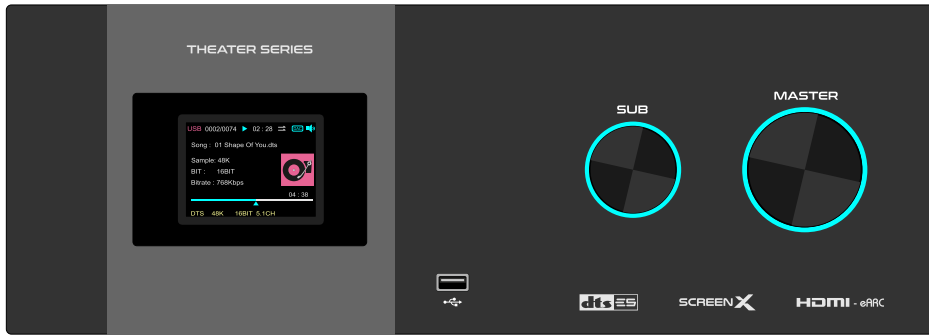 THEATER SERIES
USB 0002/0074 02 : 28
Song : 01 Shape Of You.dts
Sample: 48K
BIT : 16BIT
Bitrate : 768Kbps
04 : 38
DTS 48K 16BIT 5.1CH
SUB
MASTER
dts ES
SCREEN X
HDMI - eARC